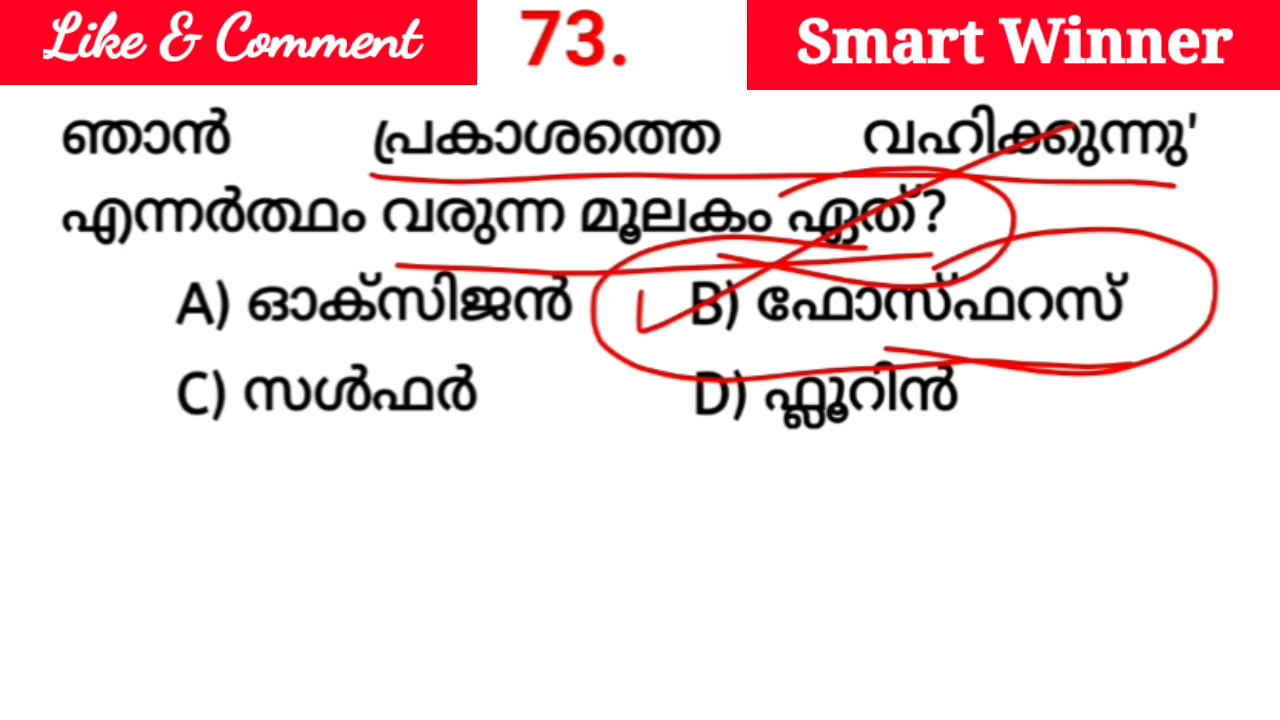 Like & Comment
73.
Smart Winner
ഞാൻ പ്രകാശത്തെ വഹിക്കുന്നു'
എന്നർത്ഥം വരുന്ന മൂലകം ഏത്?
A) ഓക്സിജൻ B) ഫോസ്ഫറസ്
C) സൾഫർ D) ഫ്ലൂറിൻ